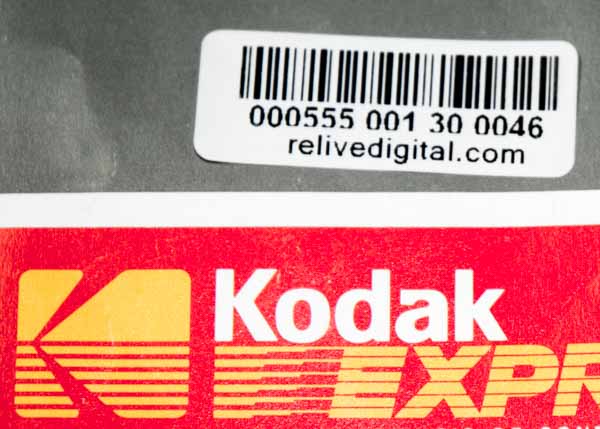 000555 001 30 0046
relivedigital.com
Kodak
EXPR